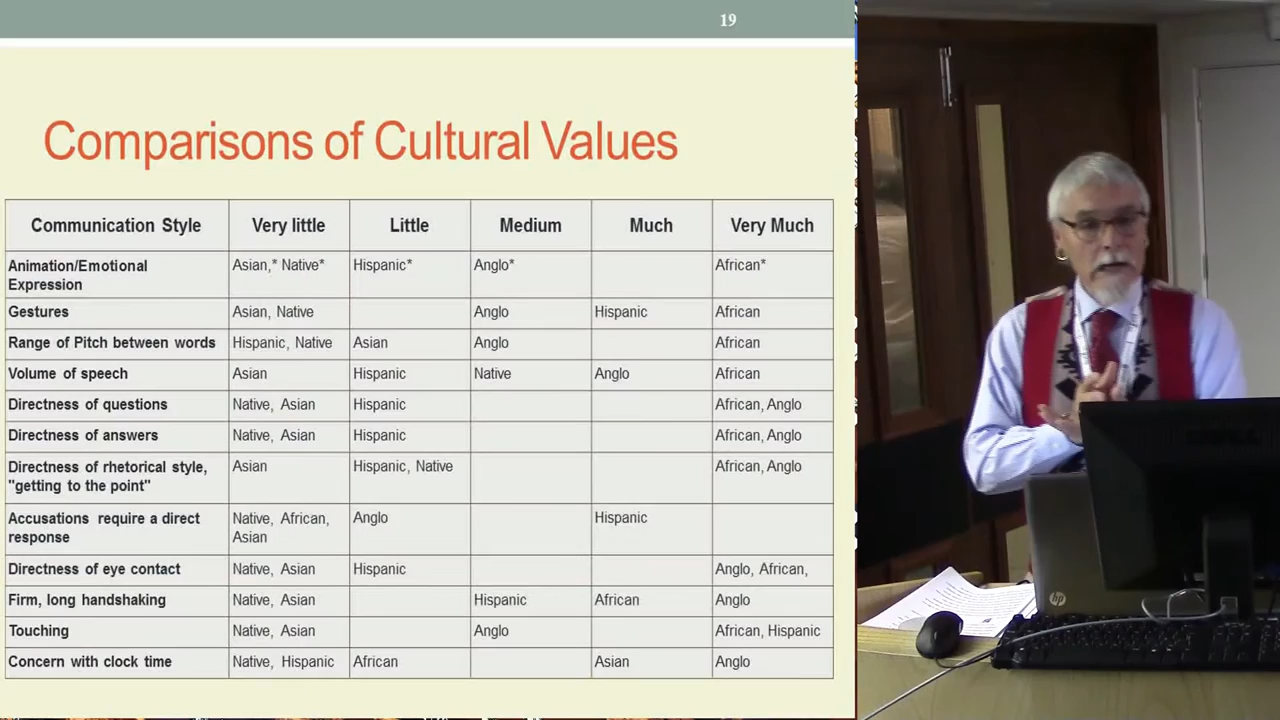 19
Comparisons of Cultural Values
Communication Style Very little Little Medium Much Very Much
Animation/Emotional Expression Asian,* Native* Hispanic* Anglo* African*
Gestures Asian, Native Anglo Hispanic African
Range of Pitch between words Hispanic, Native Asian Anglo African
Volume of speech Asian Hispanic Native Anglo African
Directness of questions Native, Asian Hispanic African, Anglo
Directness of answers Native, Asian Hispanic African, Anglo
Directness of rhetorical style, "getting to the point" Asian Hispanic, Native African, Anglo
Accusations require a direct response Native, African, Asian Anglo Hispanic
Directness of eye contact Native, Asian Hispanic Anglo, African,
Firm, long handshaking Native, Asian Hispanic African Anglo
Touching Native, Asian Anglo African, Hispanic
Concern with clock time Native, Hispanic African Asian Anglo
hp